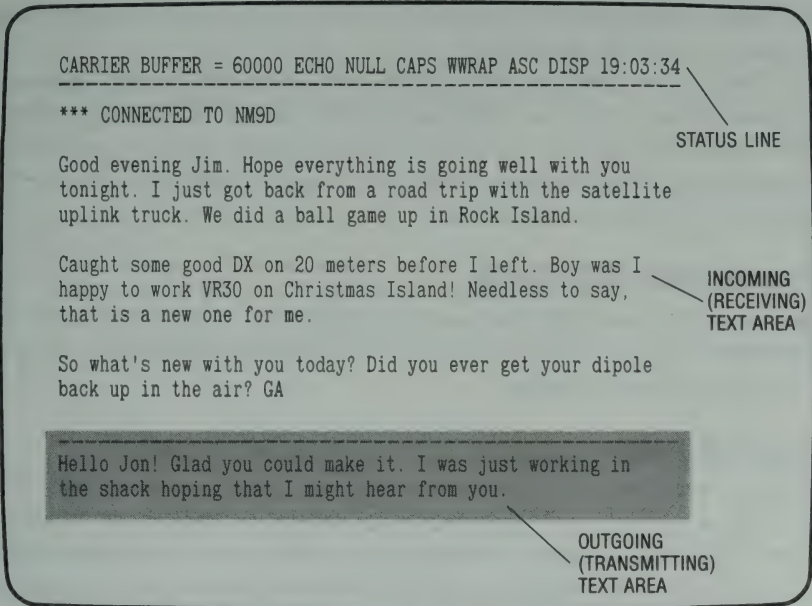 CARRIER BUFFER = 60000 ECHO NULL CAPS WWRAP ASC DISP 19:03:34
STATUS LINE
*** CONNECTED TO NM9D
Good evening Jim. Hope everything is going well with you
tonight. I just got back from a road trip with the satellite
uplink truck. We did a ball game up in Rock Island.
Caught some good DX on 20 meters before I left. Boy was I
happy to work VR30 on Christmas Island! Needless to say,
that is a new one for me.
INCOMING
(RECEIVING)
TEXT AREA
So what's new with you today? Did you ever get your dipole
back up in the air? GA
Hello Jon! Glad you could make it. I was just working in
the shack hoping that I might hear from you.
OUTGOING
(TRANSMITTING)
TEXT AREA